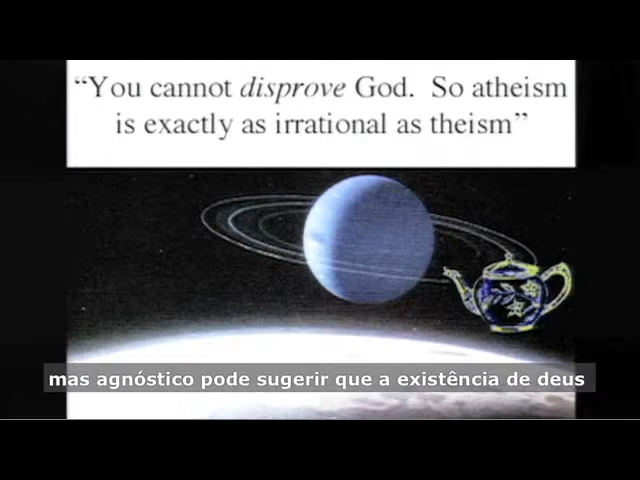 “You cannot disprove God. So atheism
is exactly as irrational as theism”
mas agnóstico pode sugerir que a existência de deus